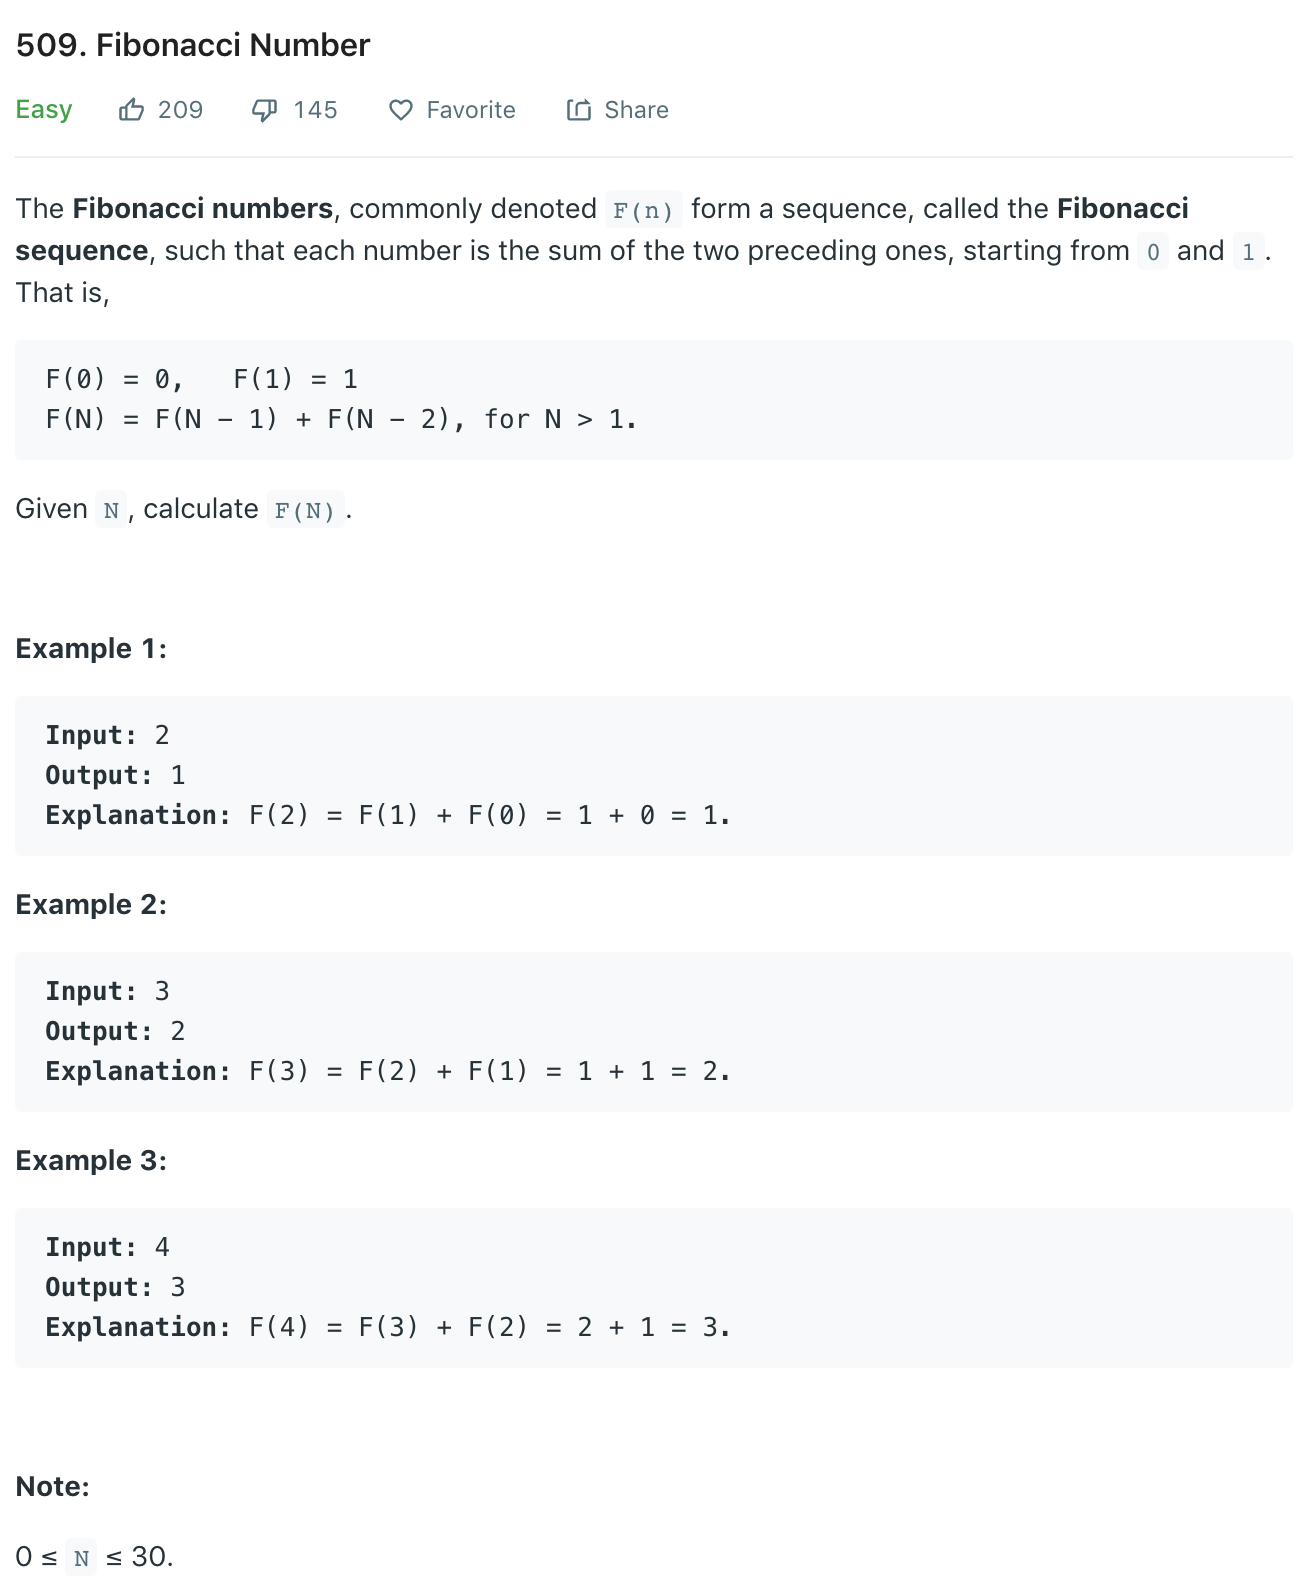 509. Fibonacci Number
Easy 209 145 Favorite Share
The Fibonacci numbers, commonly denoted F(n) form a sequence, called the Fibonacci
sequence, such that each number is the sum of the two preceding ones, starting from 0 and 1.
That is,
F(0) = 0,   F(1) = 1
F(N) = F(N − 1) + F(N − 2), for N > 1.
Given N, calculate F(N).
Example 1:
Input: 2
Output: 1
Explanation: F(2) = F(1) + F(0) = 1 + 0 = 1.
Example 2:
Input: 3
Output: 2
Explanation: F(3) = F(2) + F(1) = 1 + 1 = 2.
Example 3:
Input: 4
Output: 3
Explanation: F(4) = F(3) + F(2) = 2 + 1 = 3.
Note:
0 ≤ N ≤ 30.